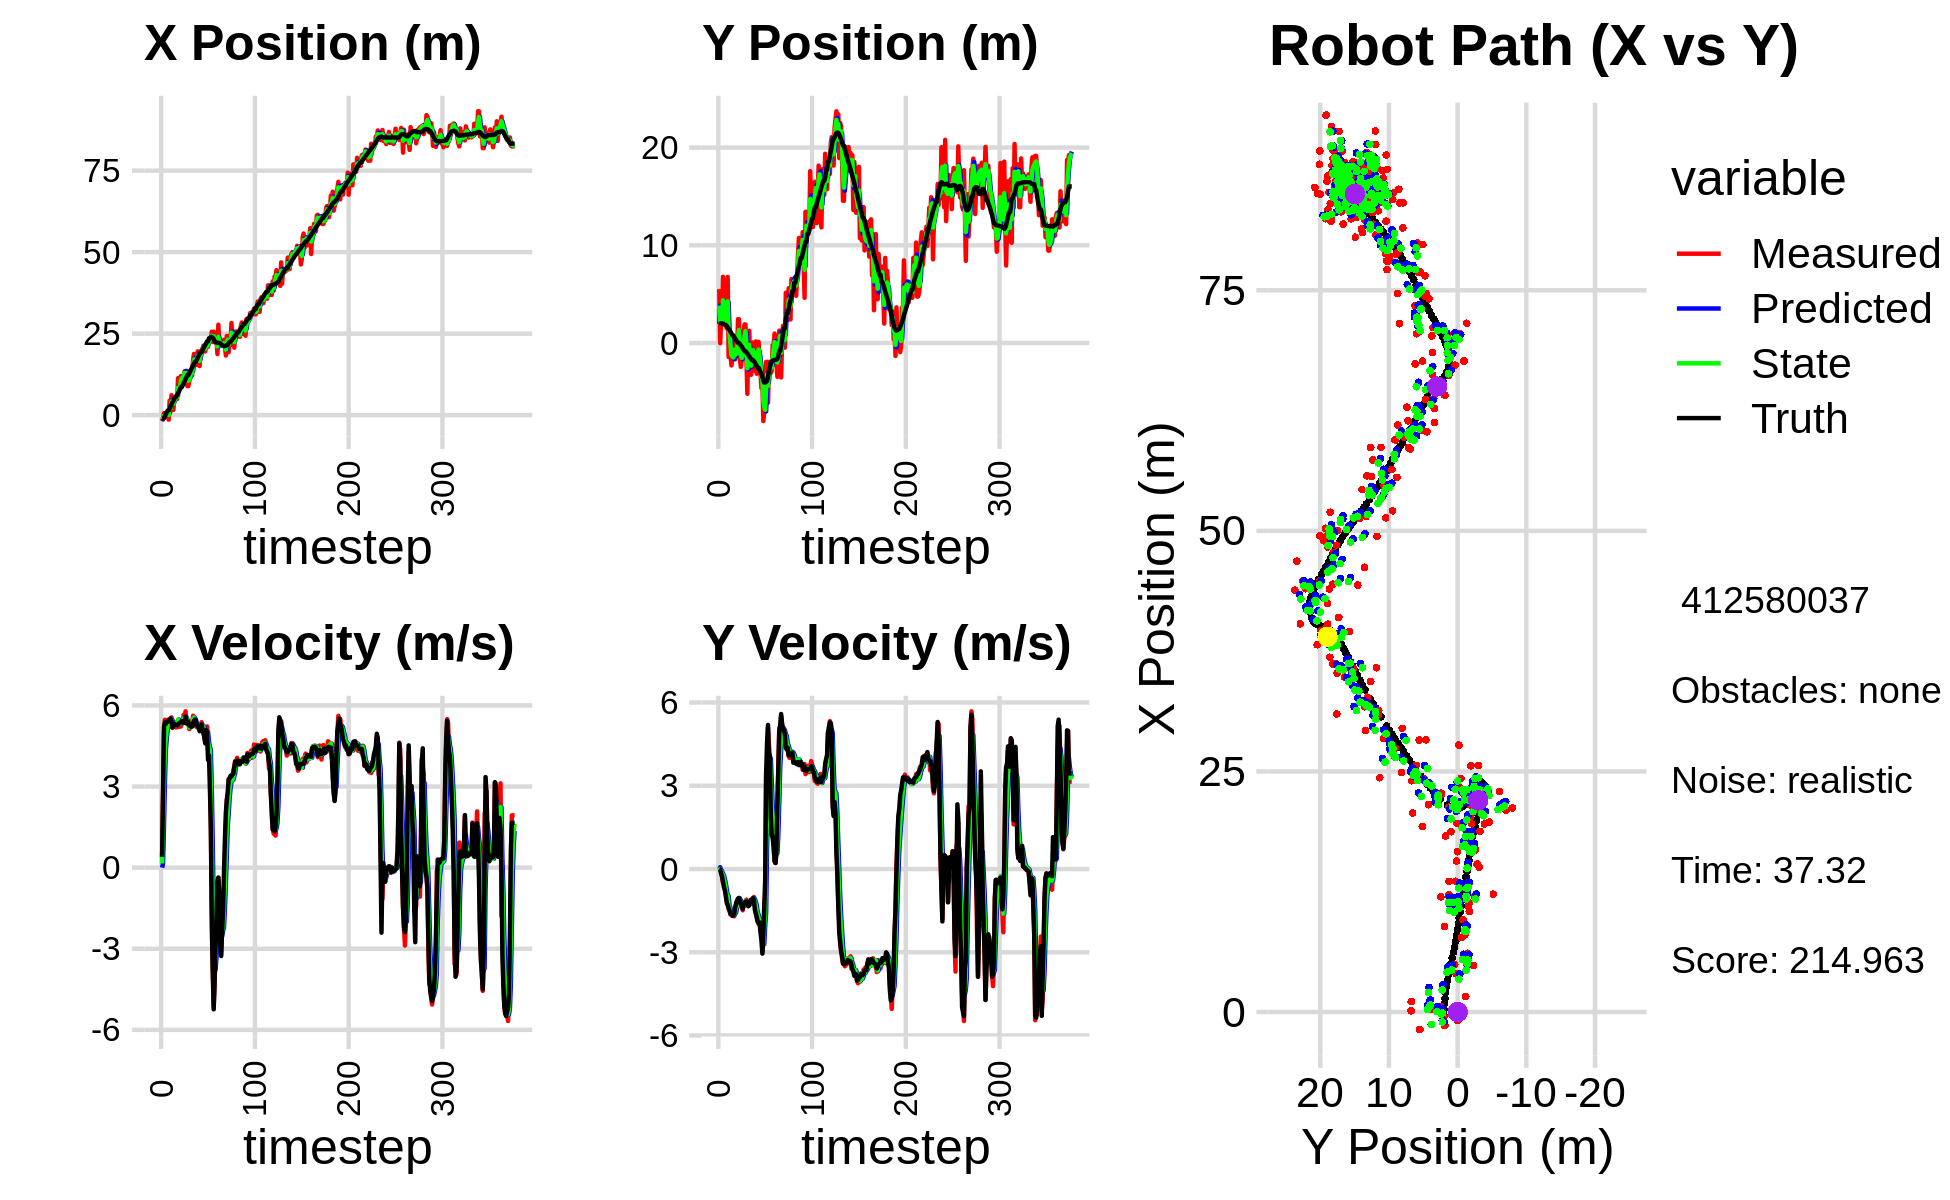 X Position (m)
75
50
25
0
0
100
200
300
timestep
Y Position (m)
20
10
0
0
100
200
300
timestep
X Velocity (m/s)
6
3
0
-3
-6
0
100
200
300
timestep
Y Velocity (m/s)
6
3
0
-3
-6
0
100
200
300
timestep
Robot Path (X vs Y)
X Position (m)
75
50
25
0
20 10 0 -10 -20
Y Position (m)
variable
Measured
Predicted
State
Truth
412580037
Obstacles: none
Noise: realistic
Time: 37.32
Score: 214.963